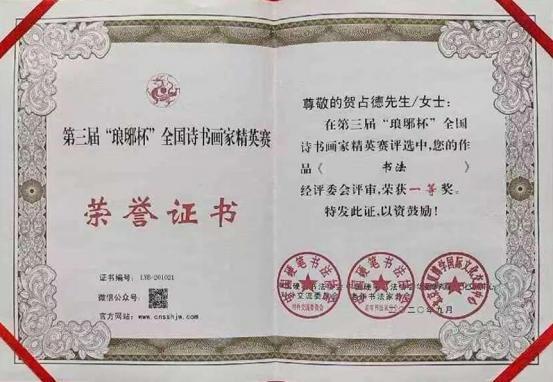 第三届“琅琊杯”全国诗书画家精英赛
荣誉证书
证书编号: LYB-201021
微信公众号:
官方网站: www.cnsshjw.com
尊敬的贺占德先生/女士:
在第三届“琅琊杯”全国
诗书画家精英赛评选中,您的作
品《 书法 》
经评委会评审,荣获一等奖。
特发此证,以资鼓励!
二〇二〇年九月